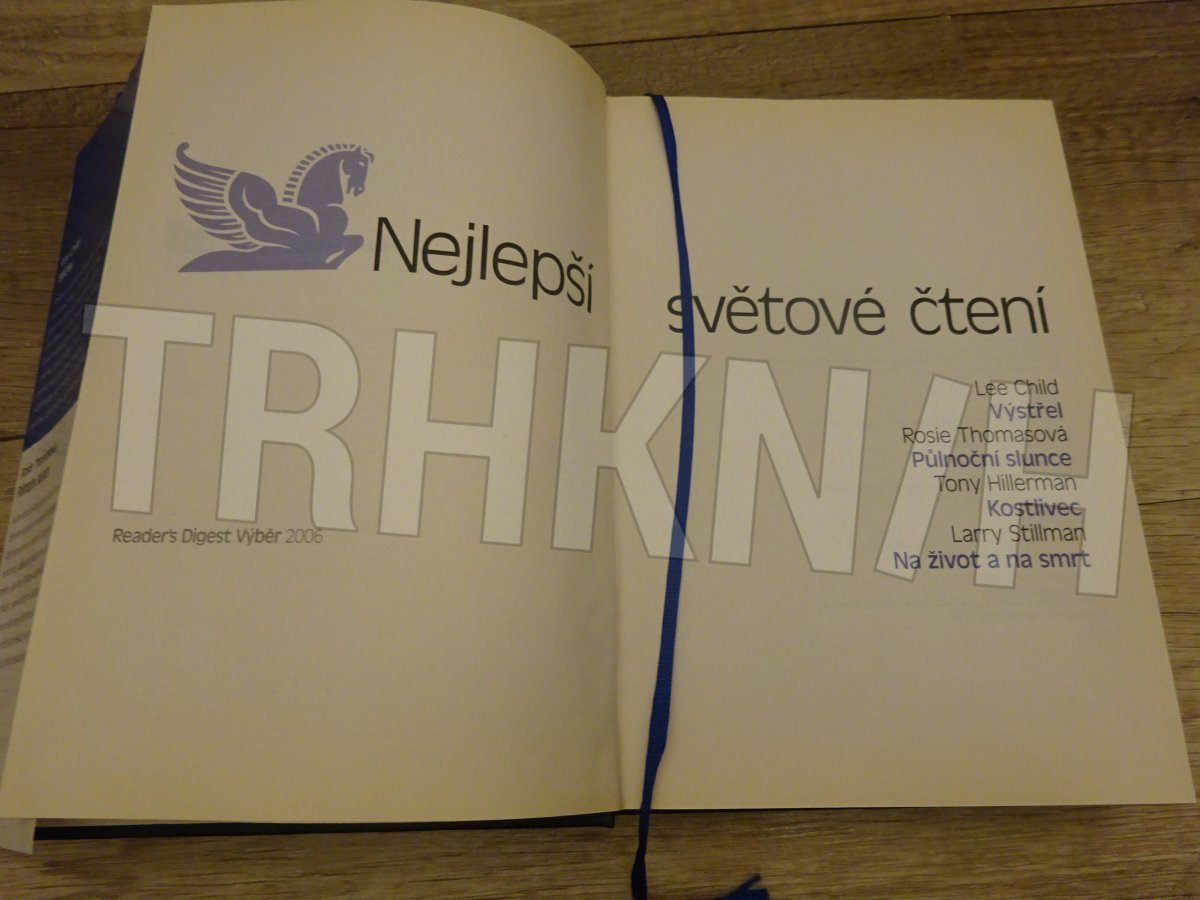 Nejlepší
světové čtení
Lee Child
Výstřel
Rosie Thomasová
Půlnoční slunce
Tony Hillerman
Kostlivec
Larry Stillman
Na život a na smrt
Reader's Digest Výběr 2006
TRHKN/H